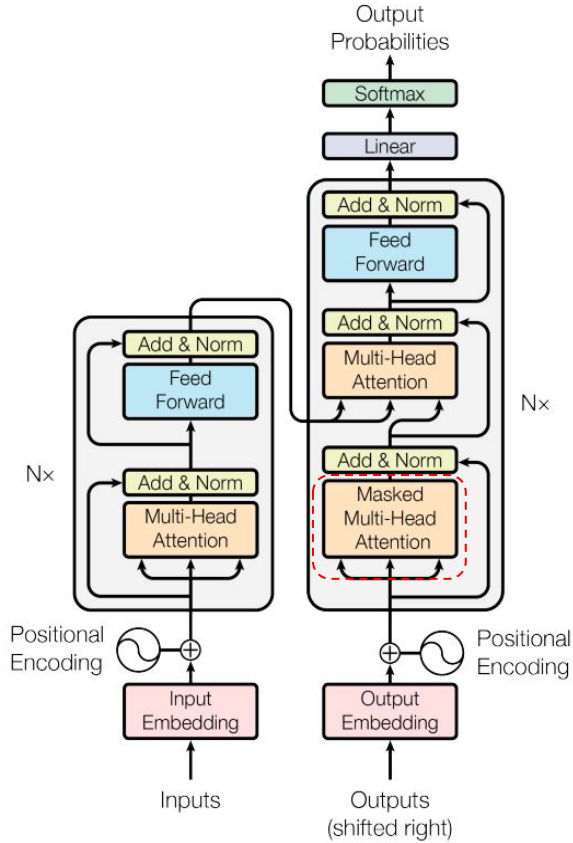 Output
Probabilities
Softmax
Linear
Add & Norm
Feed
Forward
Add & Norm
Multi-Head
Attention
Add & Norm
Masked
Multi-Head
Attention
N×
Add & Norm
Feed
Forward
Add & Norm
Multi-Head
Attention
N×
Positional
Encoding
Positional
Encoding
Input
Embedding
Output
Embedding
Inputs
Outputs
(shifted right)